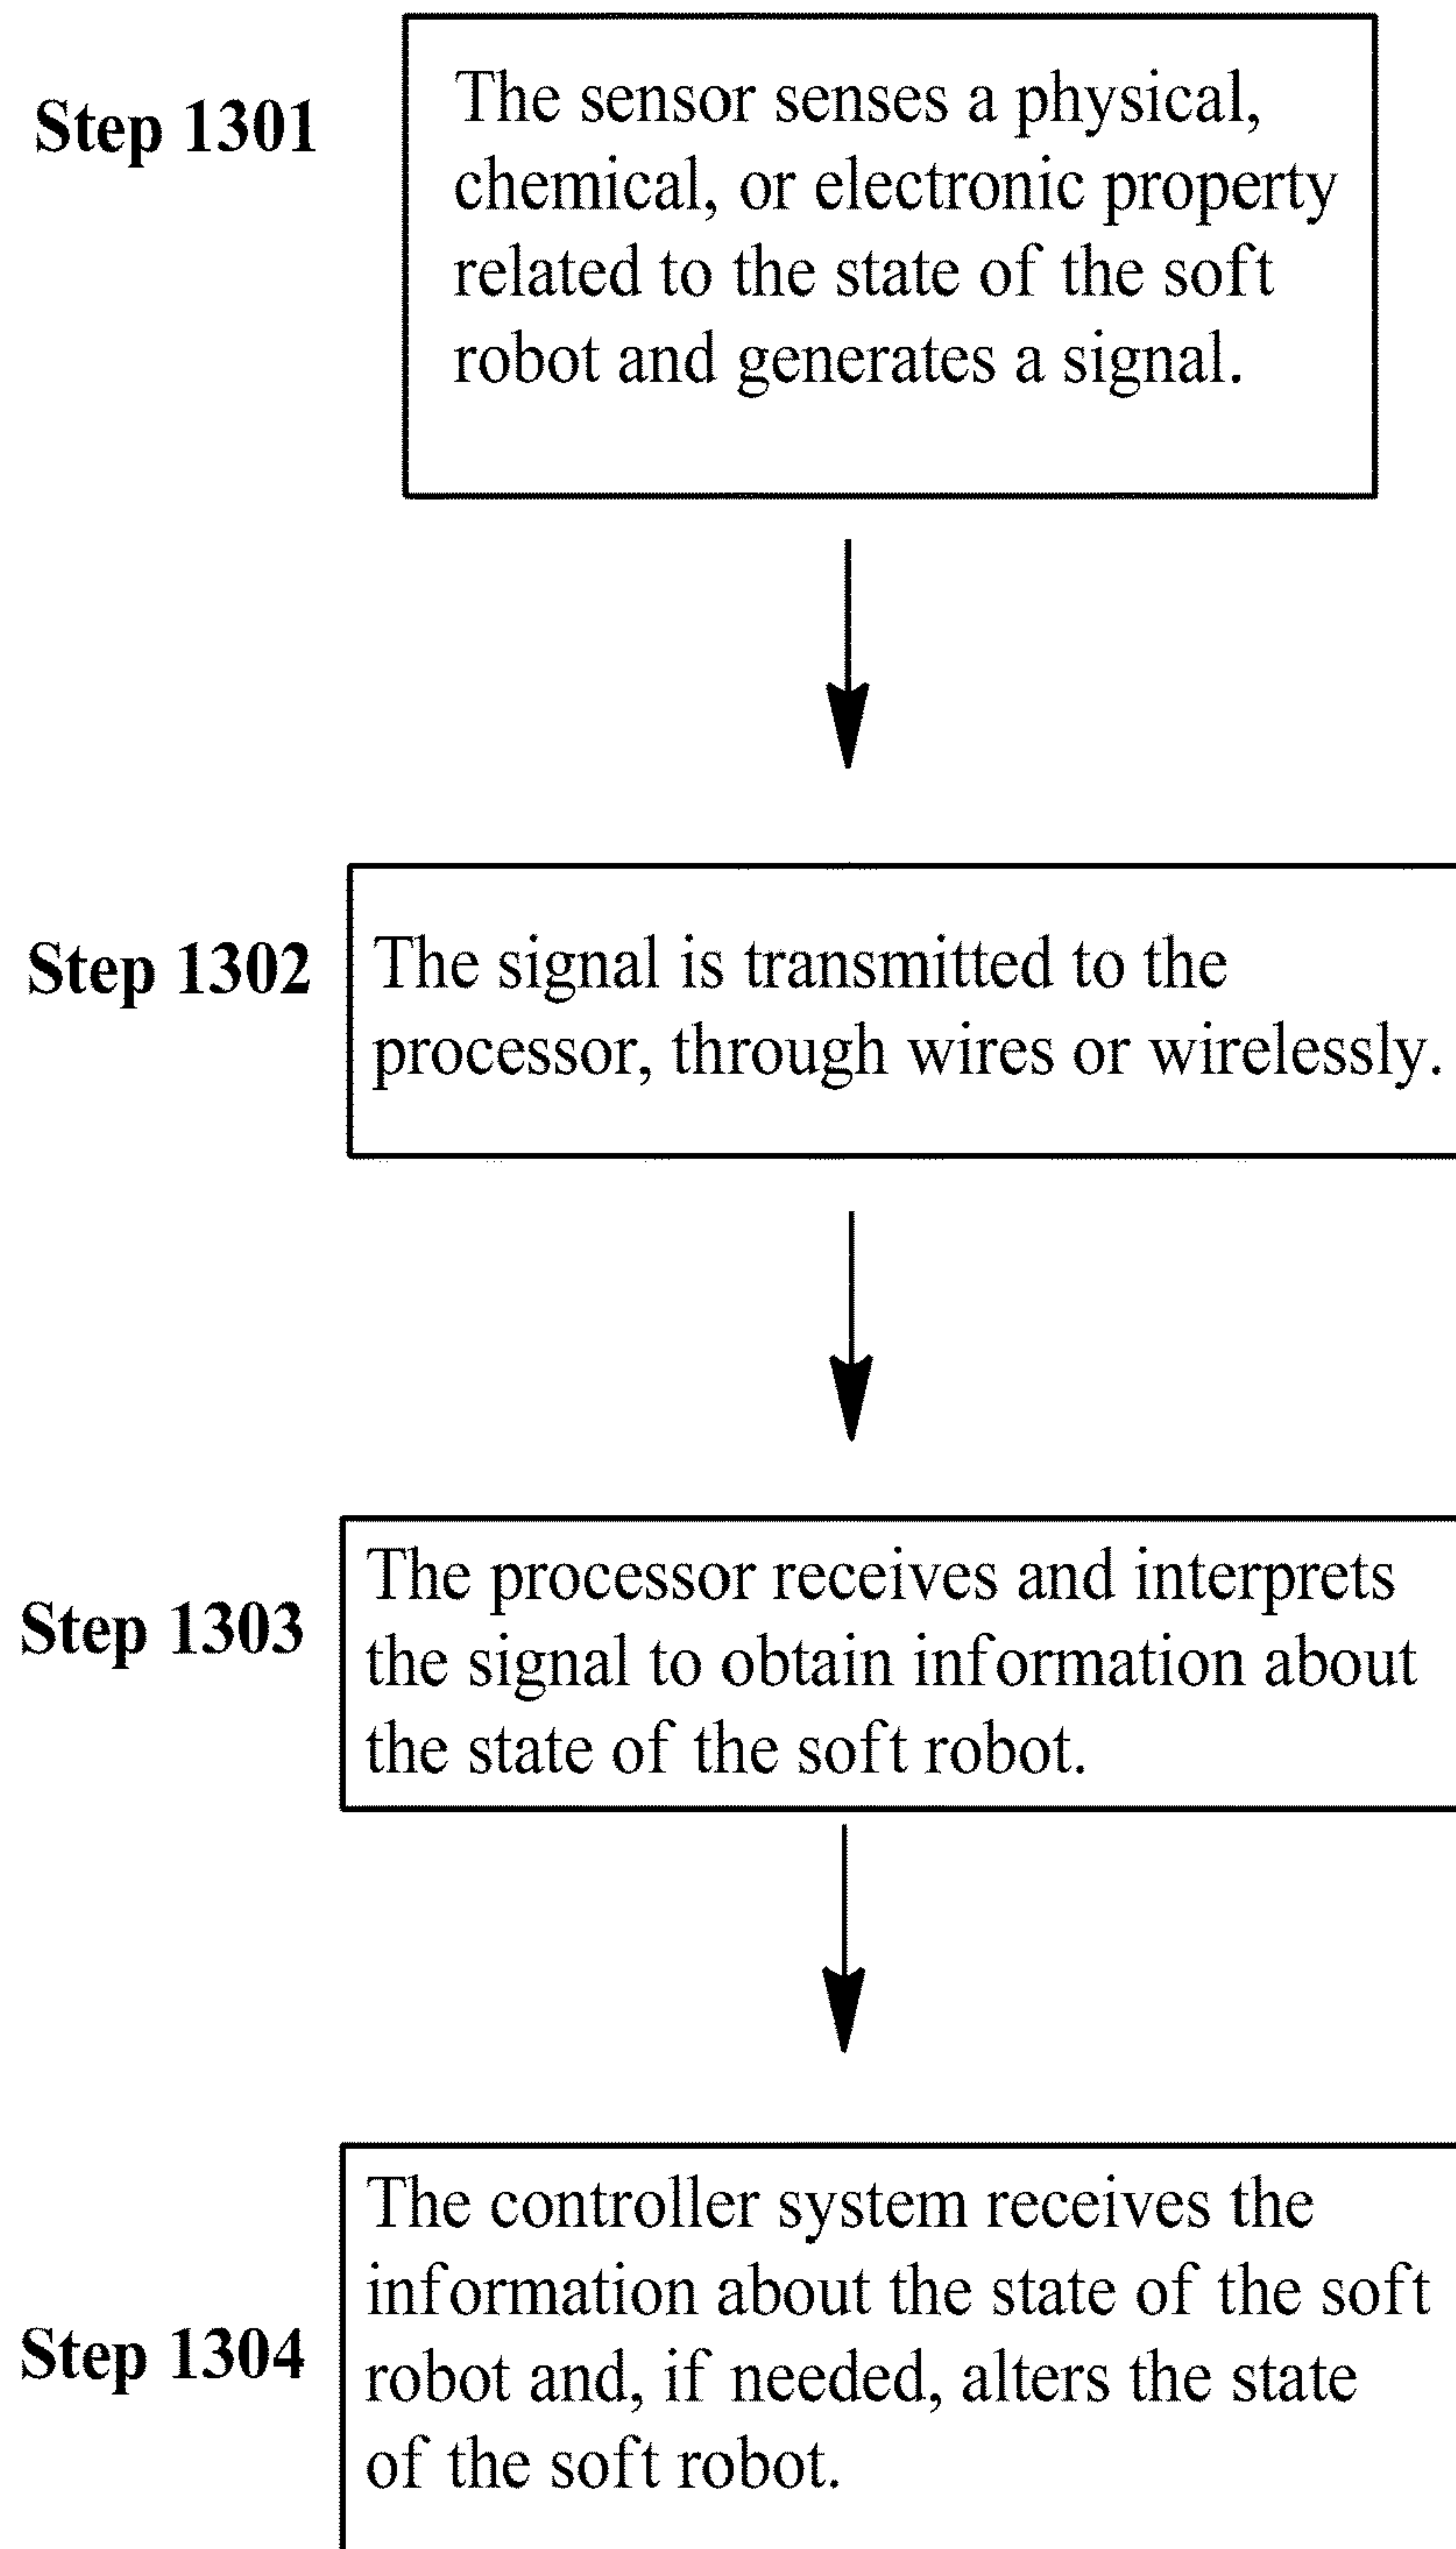 Step 1301
The sensor senses a physical,
chemical, or electronic property
related to the state of the soft
robot and generates a signal.
Step 1302
The signal is transmitted to the
processor, through wires or wirelessly.
Step 1303
The processor receives and interprets
the signal to obtain information about
the state of the soft robot.
Step 1304
The controller system receives the
information about the state of the soft
robot and, if needed, alters the state
of the soft robot.